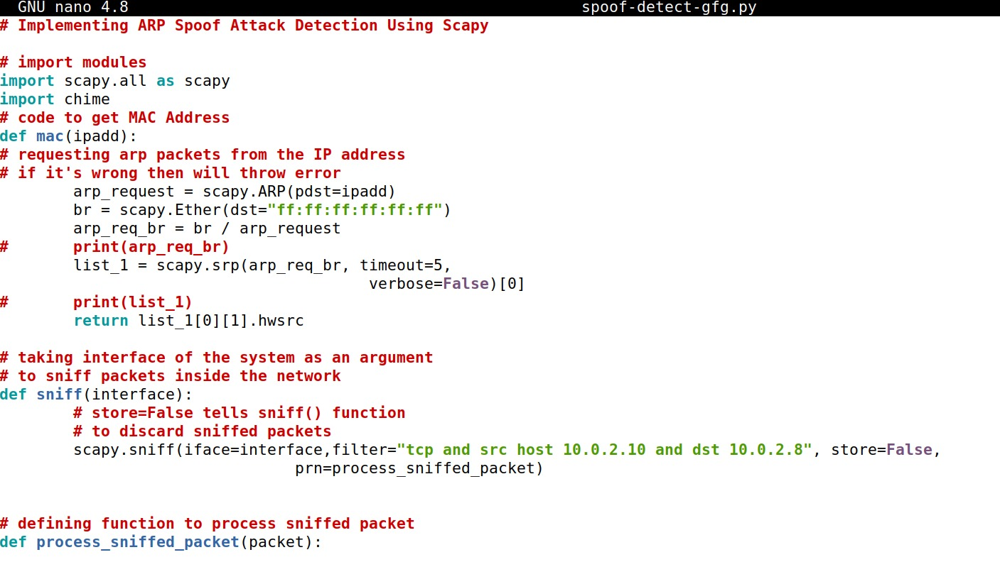 GNU nano 4.8 spoof-detect-gfg.py
# Implementing ARP Spoof Attack Detection Using Scapy
# import modules
import scapy.all as scapy
import chime
# code to get MAC Address
def mac(ipadd):
# requesting arp packets from the IP address
# if it's wrong then will throw error
        arp_request = scapy.ARP(pdst=ipadd)
        br = scapy.Ether(dst="ff:ff:ff:ff:ff:ff")
        arp_req_br = br / arp_request
#       print(arp_req_br)
        list_1 = scapy.srp(arp_req_br, timeout=5,
                                        verbose=False)[0]
#       print(list_1)
        return list_1[0][1].hwsrc
# taking interface of the system as an argument
# to sniff packets inside the network
def sniff(interface):
        # store=False tells sniff() function
        # to discard sniffed packets
        scapy.sniff(iface=interface,filter="tcp and src host 10.0.2.10 and dst 10.0.2.8", store=False,
                                prn=process_sniffed_packet)
# defining function to process sniffed packet
def process_sniffed_packet(packet):